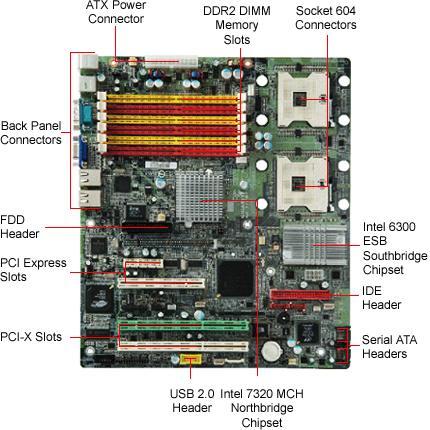 ATX Power
Connector
DDR2 DIMM
Memory
Slots
Socket 604
Connectors
Back Panel
Connectors
FDD
Header
Intel 6300
ESB
Southbridge
Chipset
PCI Express
Slots
IDE
Header
PCI-X Slots
Serial ATA
Headers
USB 2.0
Header
Intel 7320 MCH
Northbridge
Chipset